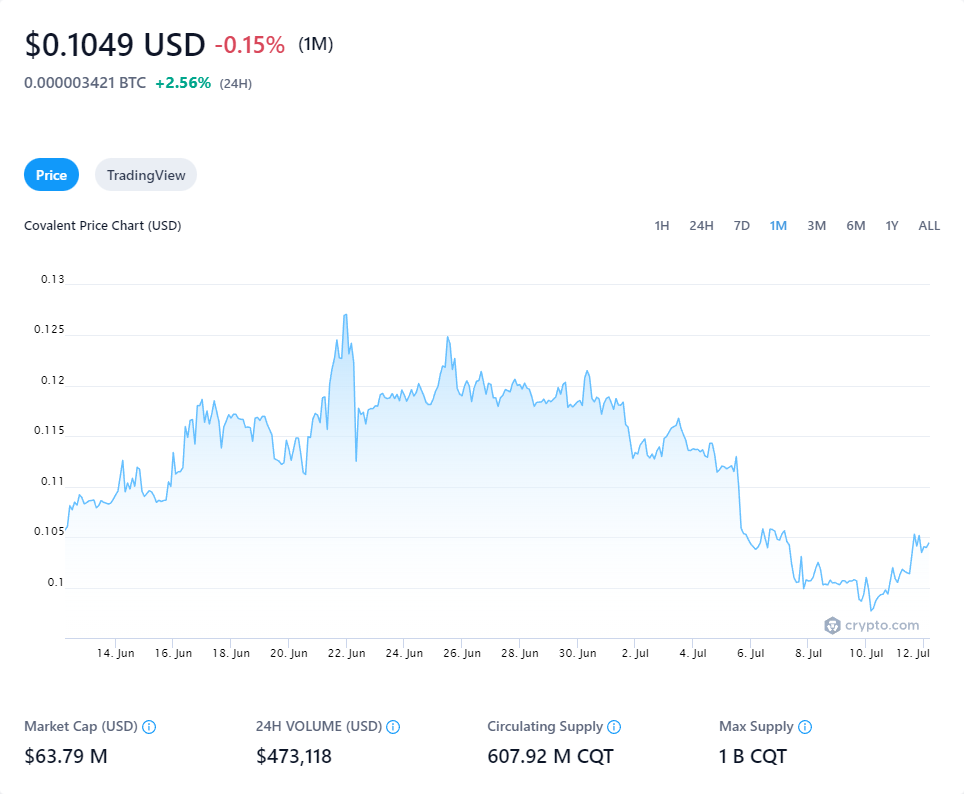 $0.1049 USD -0.15% (1M)
0.000003421 BTC +2.56% (24H)
Price TradingView
Covalent Price Chart (USD) 1H 24H 7D 1M 3M 6M 1Y ALL
0.13
0.125
0.12
0.115
0.11
0.105
0.1
crypto.com
14. Jun 16. Jun 18. Jun 20. Jun 22. Jun 24. Jun 26. Jun 28. Jun 30. Jun 2. Jul 4. Jul 6. Jul 8. Jul 10. Jul 12. Jul
Market Cap (USD) 24H VOLUME (USD) Circulating Supply Max Supply
$63.79 M $473,118 607.92 M CQT 1 B CQT